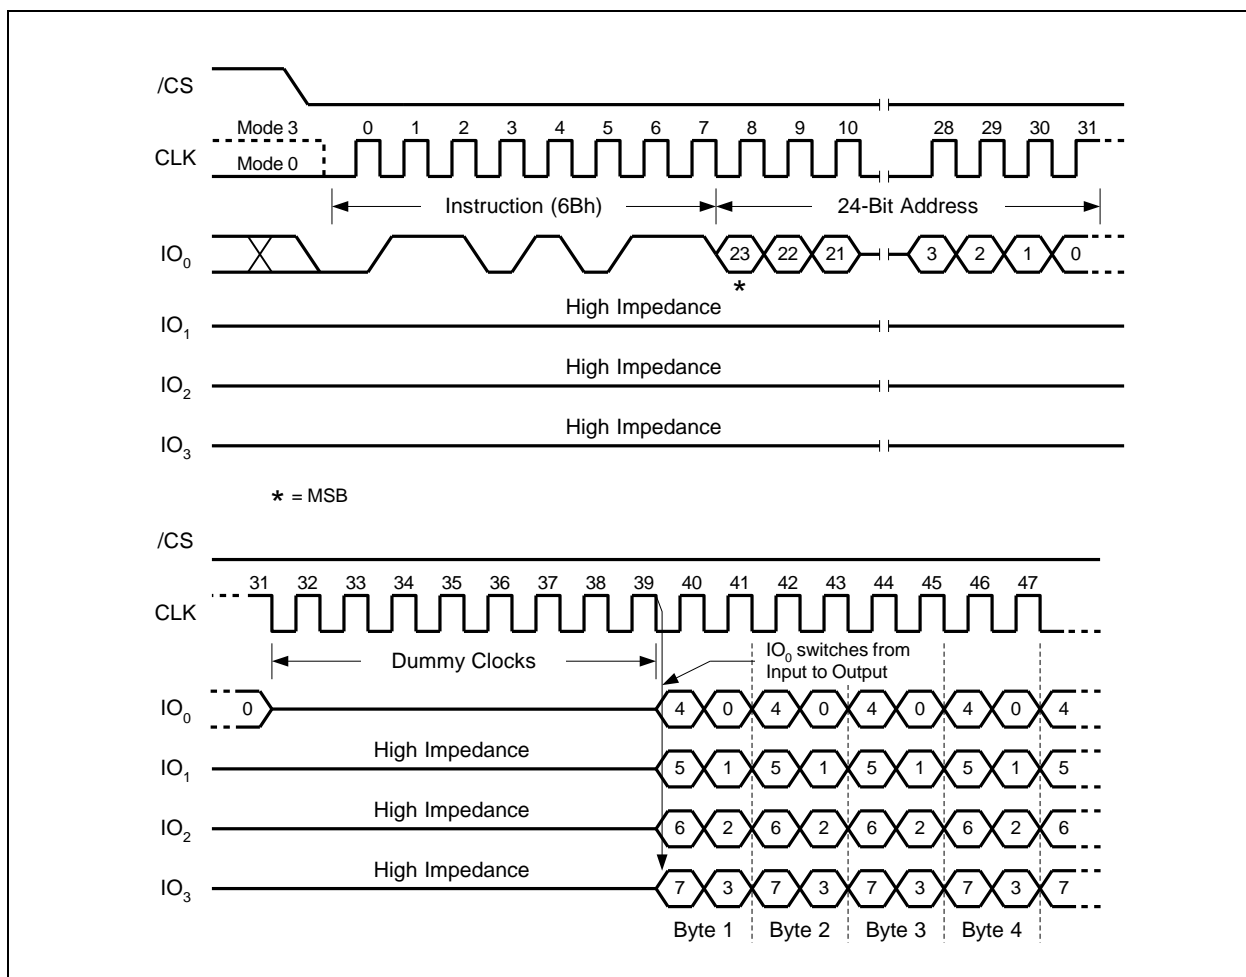 /CS
Mode 3
0 1 2 3 4 5 6 7 8 9 10 28 29 30 31
CLK
Mode 0
Instruction (6Bh) 24-Bit Address
IO0 23 22 21 3 2 1 0
*
High Impedance
IO1
High Impedance
IO2
High Impedance
IO3
* = MSB
/CS
31 32 33 34 35 36 37 38 39 40 41 42 43 44 45 46 47
CLK
Dummy Clocks
IO0 switches from
Input to Output
IO0 0 4 0 4 0 4 0 4 0 4
High Impedance
IO1 5 1 5 1 5 1 5 1 5
High Impedance
IO2 6 2 6 2 6 2 6 2 6
High Impedance
IO3 7 3 7 3 7 3 7 3 7
Byte 1 Byte 2 Byte 3 Byte 4